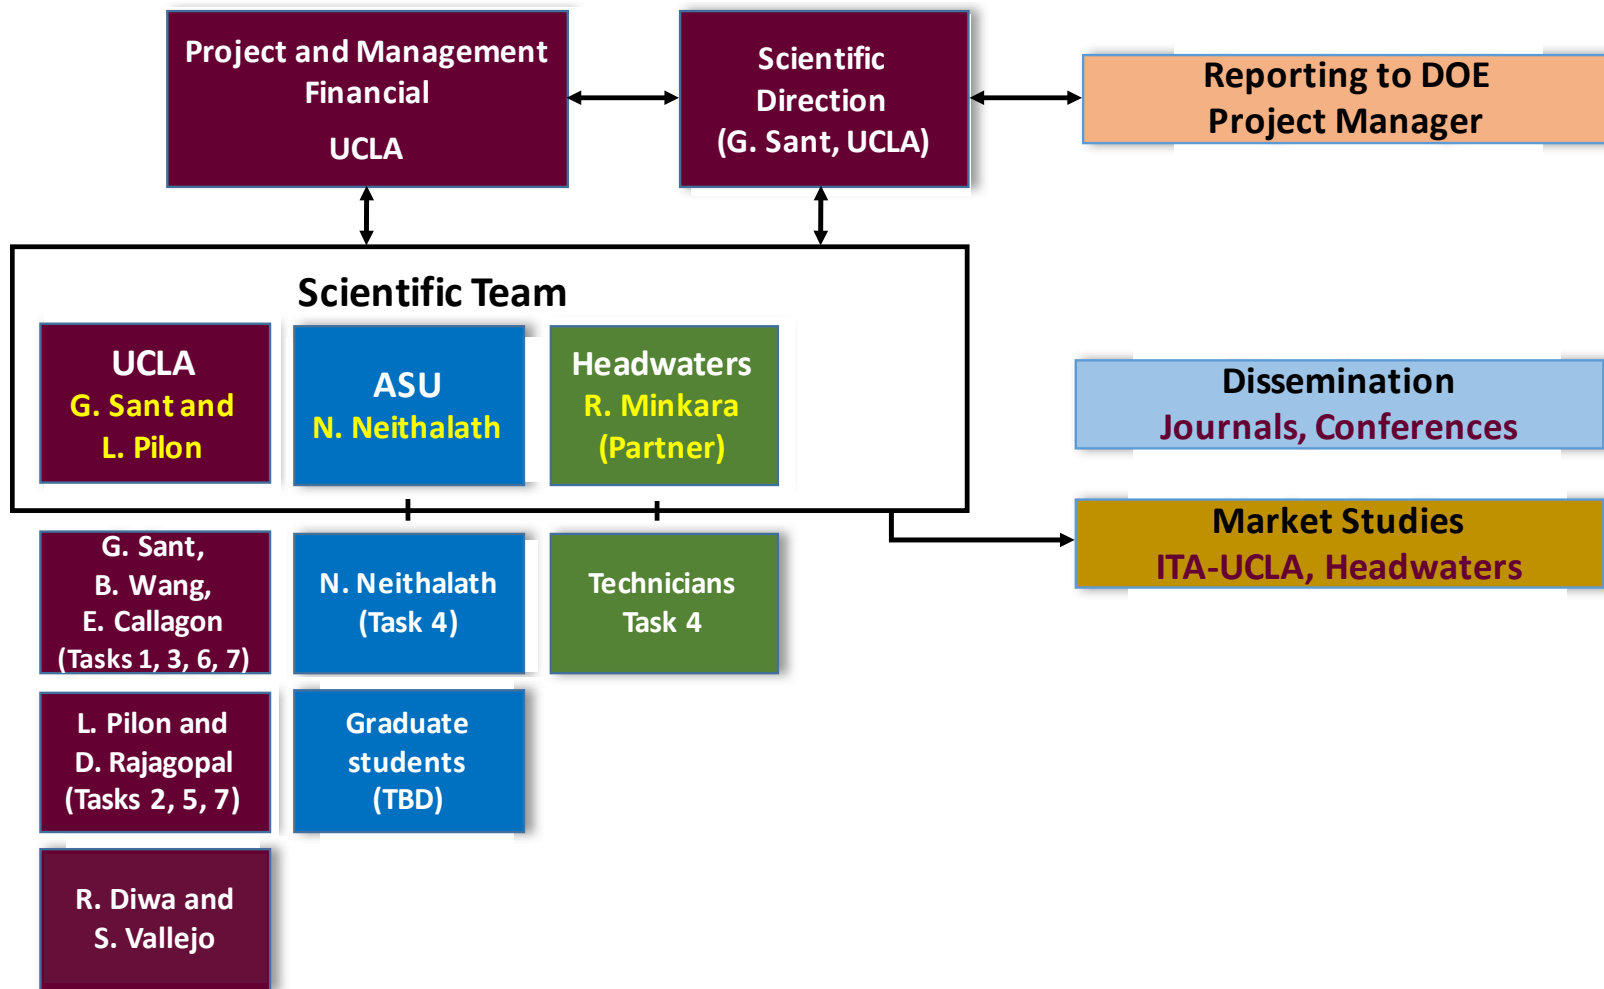 Project and Management
Financial
UCLA
Scientific
Direction
(G. Sant, UCLA)
Reporting to DOE
Project Manager
Scientific Team
UCLA
G. Sant and
L. Pilon
ASU
N. Neithalath
Headwaters
R. Minkara
(Partner)
Dissemination
Journals, Conferences
Market Studies
ITA-UCLA, Headwaters
G. Sant,
B. Wang,
E. Callagon
(Tasks 1, 3, 6, 7)
N. Neithalath
(Task 4)
Technicians
Task 4
L. Pilon and
D. Rajagopal
(Tasks 2, 5, 7)
Graduate
students
(TBD)
R. Diwa and
S. Vallejo